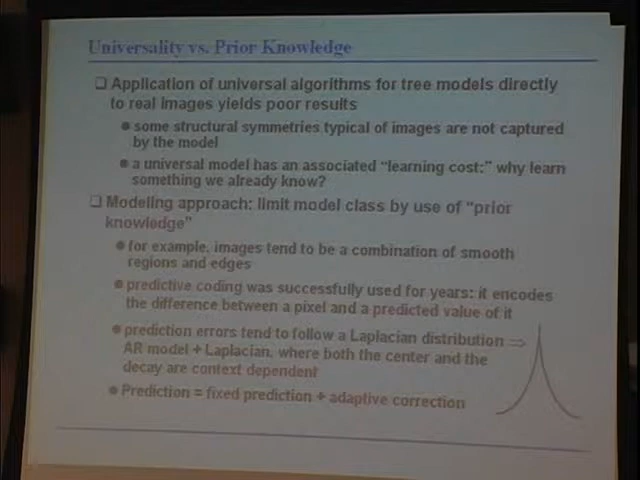 Universality vs. Prior Knowledge
❑ Application of universal algorithms for tree models directly
to real images yields poor results
● some structural symmetries typical of images are not captured
by the model
● a universal model has an associated “learning cost:” why learn
something we already know?
❑ Modeling approach: limit model class by use of “prior
knowledge”
● for example, images tend to be a combination of smooth
regions and edges
● predictive coding was successfully used for years: it encodes
the difference between a pixel and a predicted value of it
● prediction errors tend to follow a Laplacian distribution ⇒
AR model + Laplacian, where both the center and the
decay are context dependent
● Prediction = fixed prediction + adaptive correction